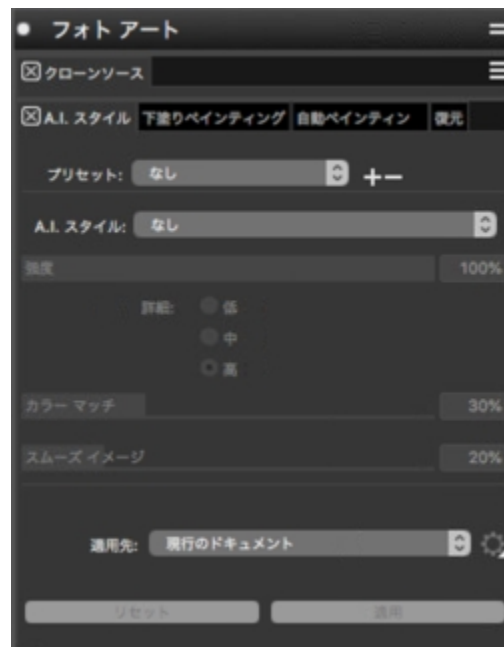 フォト アート
クローンソース
A.I. スタイル 下塗りペインティング 自動ペインティン 復元
プリセット: なし
A.I. スタイル: なし
強度 100%
詳細: 低
中
高
カラー マッチ 30%
スムーズ イメージ 20%
適用先: 現行のドキュメント
リセット 適用